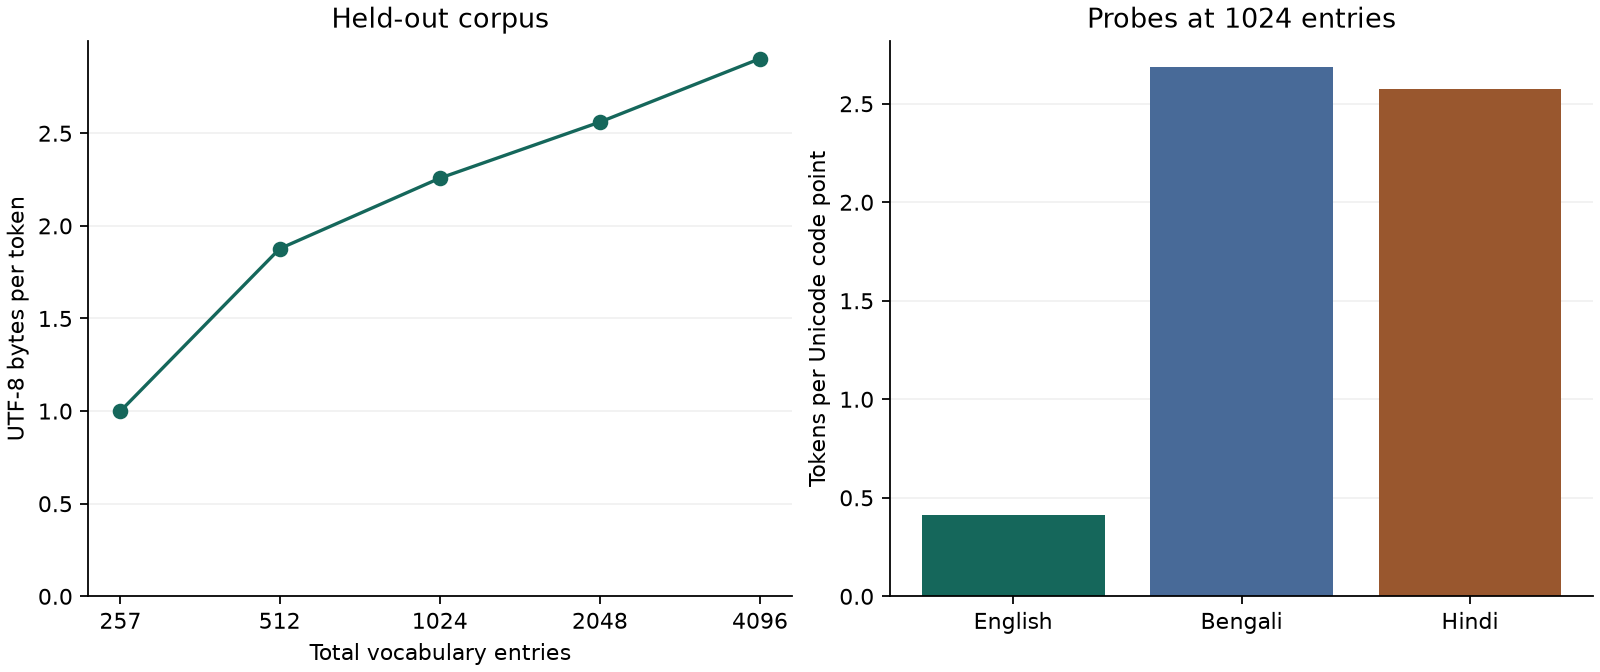 Held-out corpus
UTF-8 bytes per token
2.5
2.0
1.5
1.0
0.5
0.0
257 512 1024 2048 4096
Total vocabulary entries
Probes at 1024 entries
Tokens per Unicode code point
2.5
2.0
1.5
1.0
0.5
0.0
English Bengali Hindi